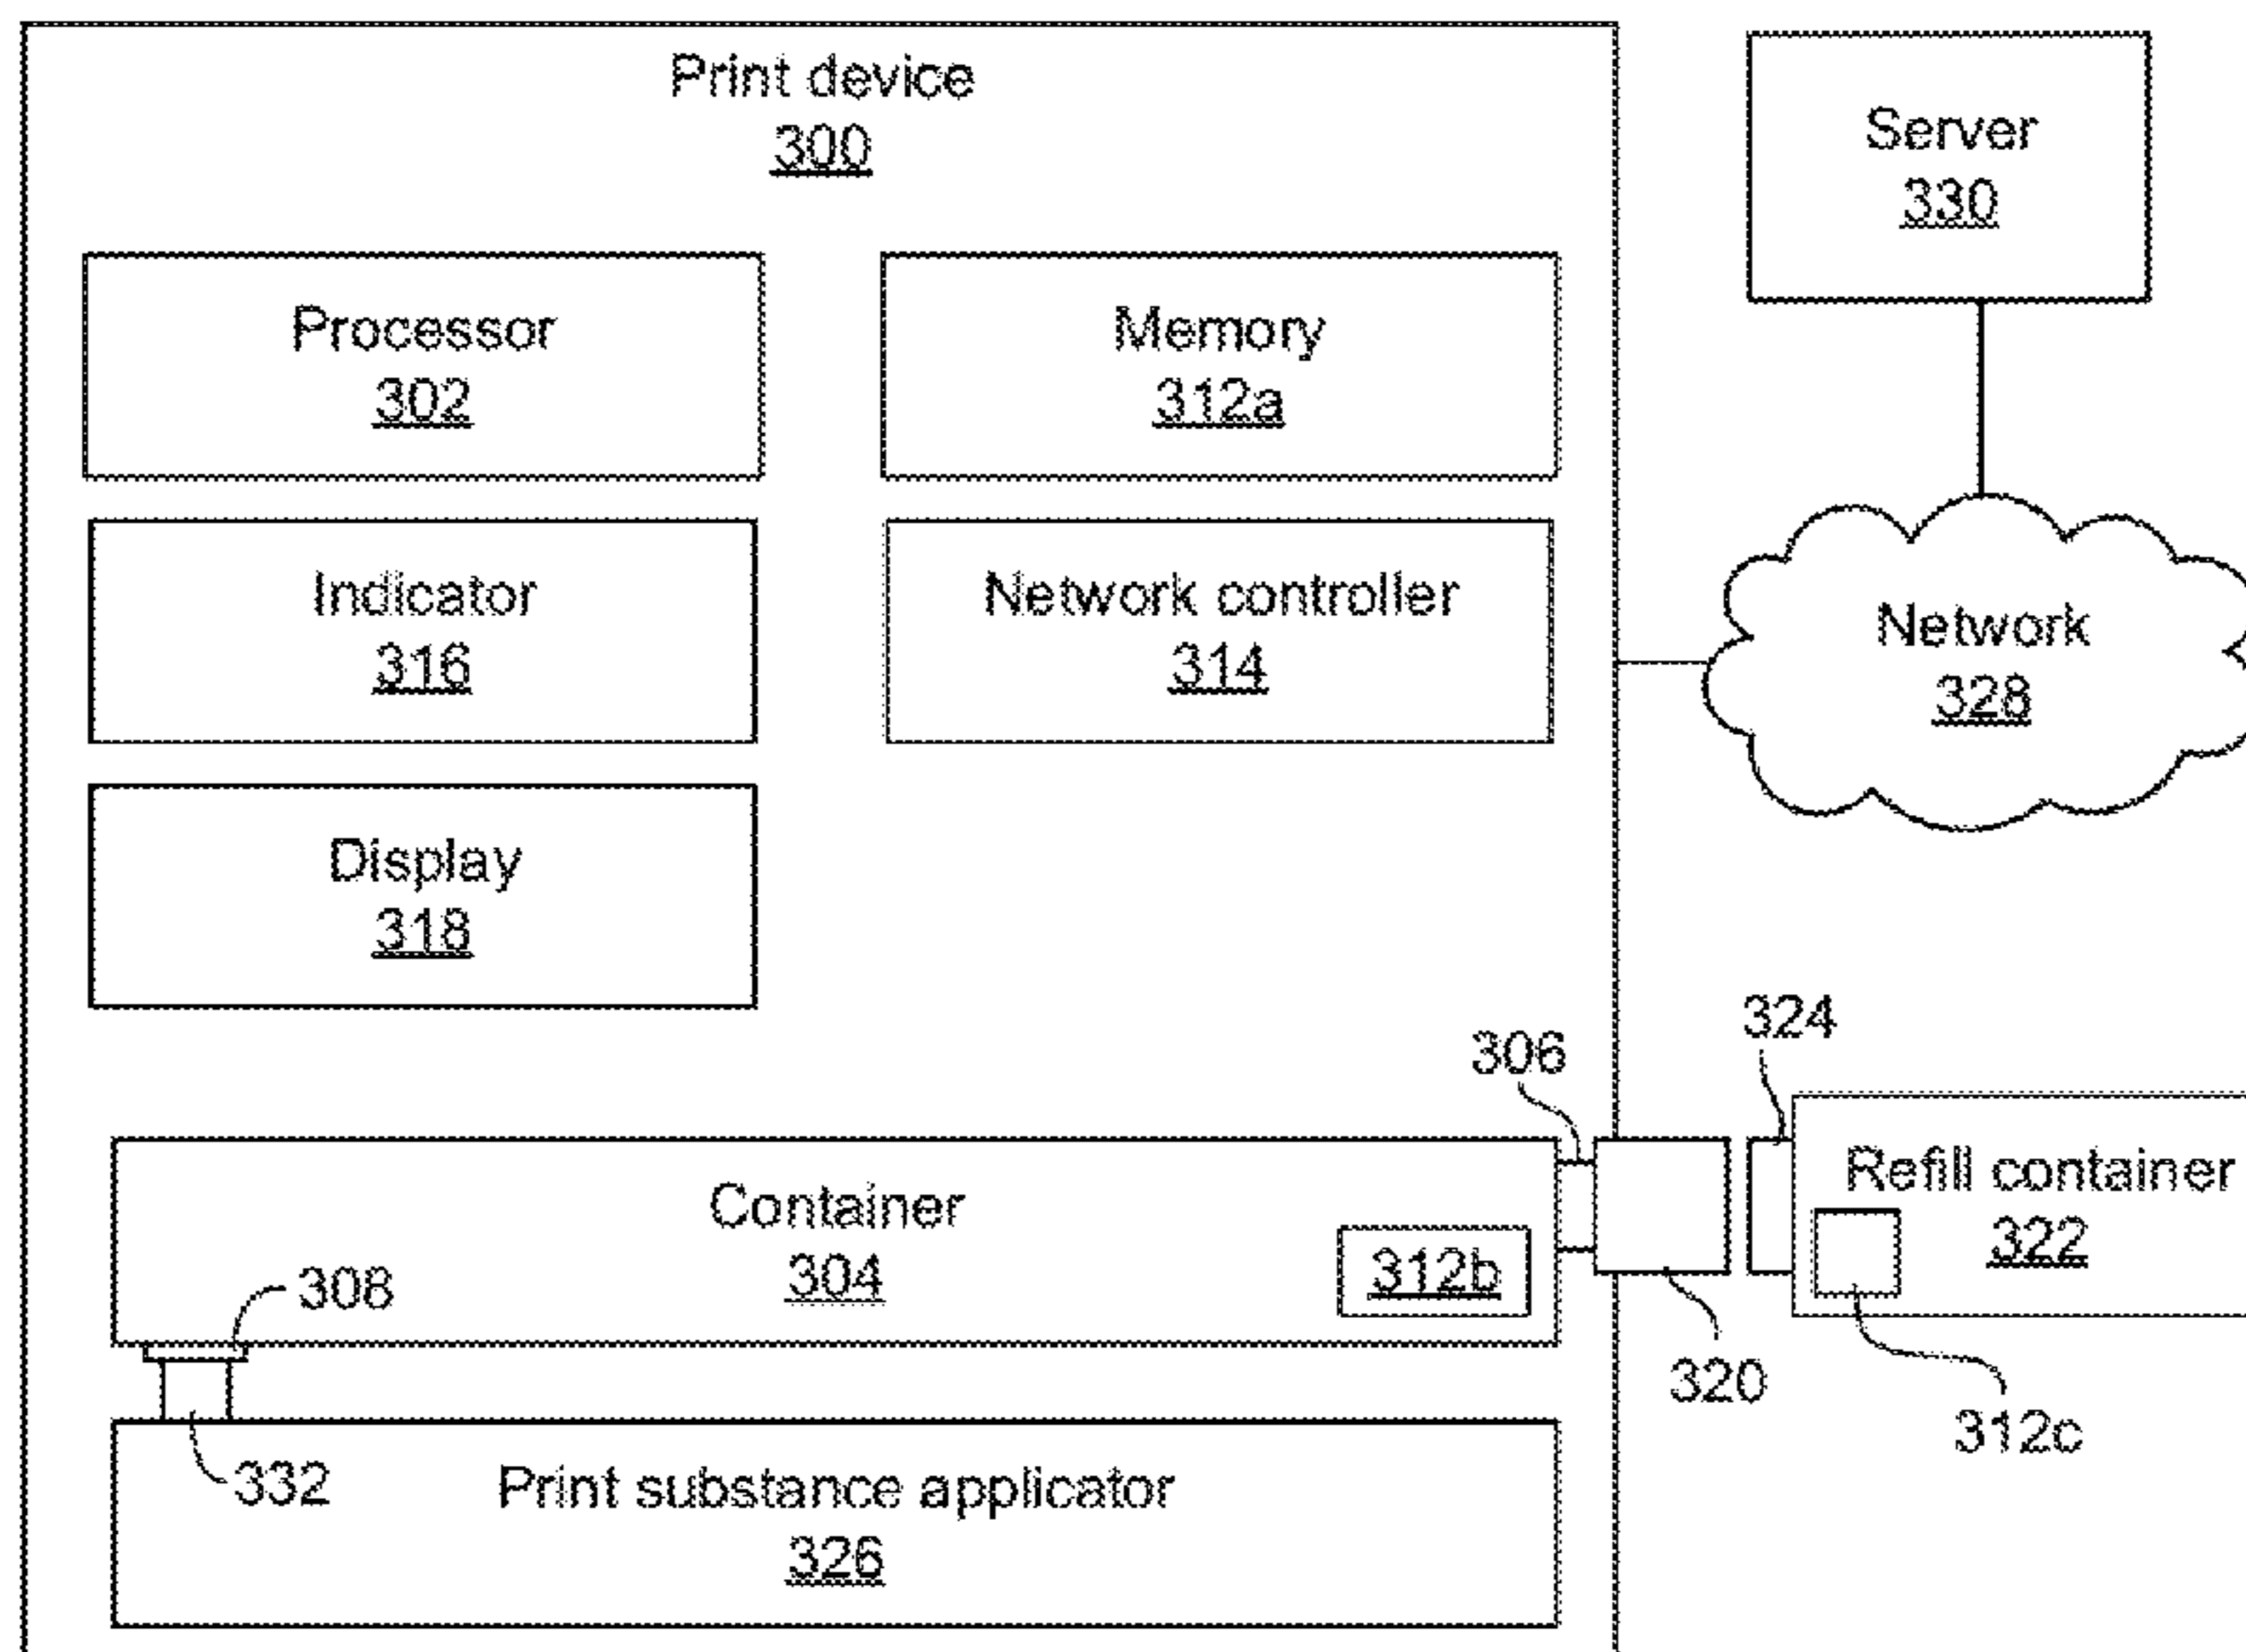 Print device
300
Server
330
Processor
302
Memory
312a
Indicator
316
Network controller
314
Network
328
Display
318
324
306
Refill container
322
Container
304
312b
308
320
312c
332
Print substance applicator
326